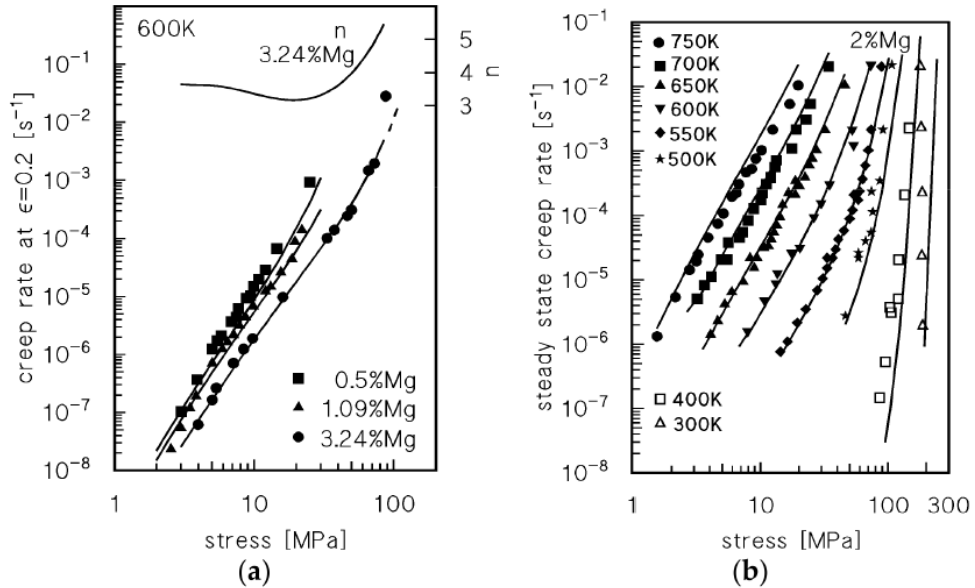 600K
n
3.24%Mg
5
4
3
n
10⁻¹
10⁻²
10⁻³
10⁻⁴
10⁻⁵
10⁻⁶
10⁻⁷
10⁻⁸
creep rate at ϵ=0.2 [s⁻¹]
0.5%Mg
1.09%Mg
3.24%Mg
1 10 100
stress [MPa]
(a)
2%Mg
750K
700K
650K
600K
550K
500K
10⁻¹
10⁻²
10⁻³
10⁻⁴
10⁻⁵
10⁻⁶
10⁻⁷
10⁻⁸
steady state creep rate [s⁻¹]
400K
300K
1 10 100 300
stress [MPa]
(b)